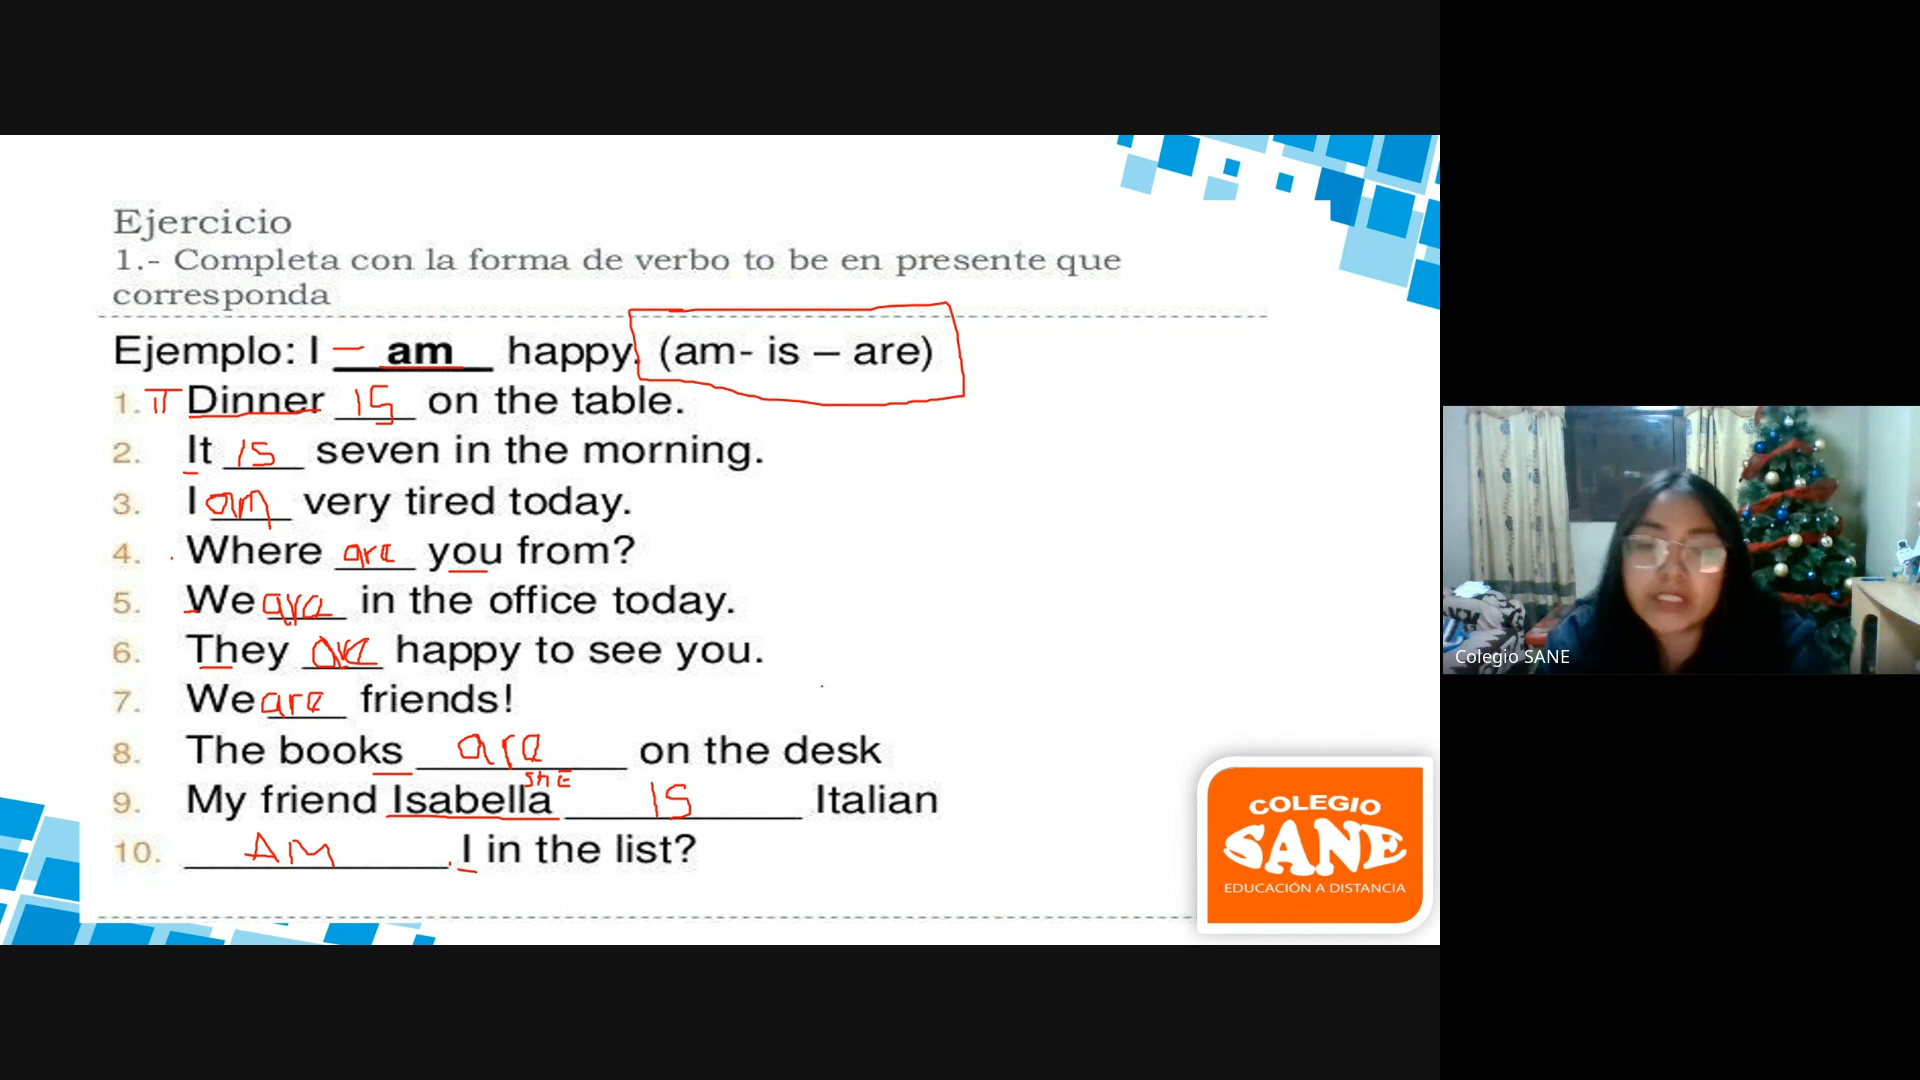 Ejercicio
1.- Completa con la forma de verbo to be en presente que
corresponda
Ejemplo: I am happy. (am- is – are)
1. IT Dinner is on the table.
2. It is seven in the morning.
3. I am very tired today.
4. Where are you from?
5. We are in the office today.
6. They are happy to see you.
7. We are friends!
8. The books are on the desk
SHE
9. My friend Isabella is Italian
10. AM I in the list?
COLEGIO
SANE
EDUCACIÓN A DISTANCIA
Colegio SANE